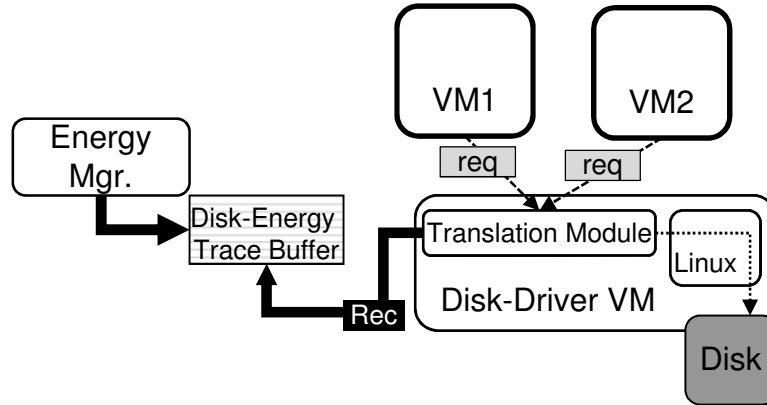 VM1
VM2
Energy
Mgr.
req
req
Disk-Energy
Trace Buffer
Translation Module
Linux
Rec
Disk-Driver VM
Disk